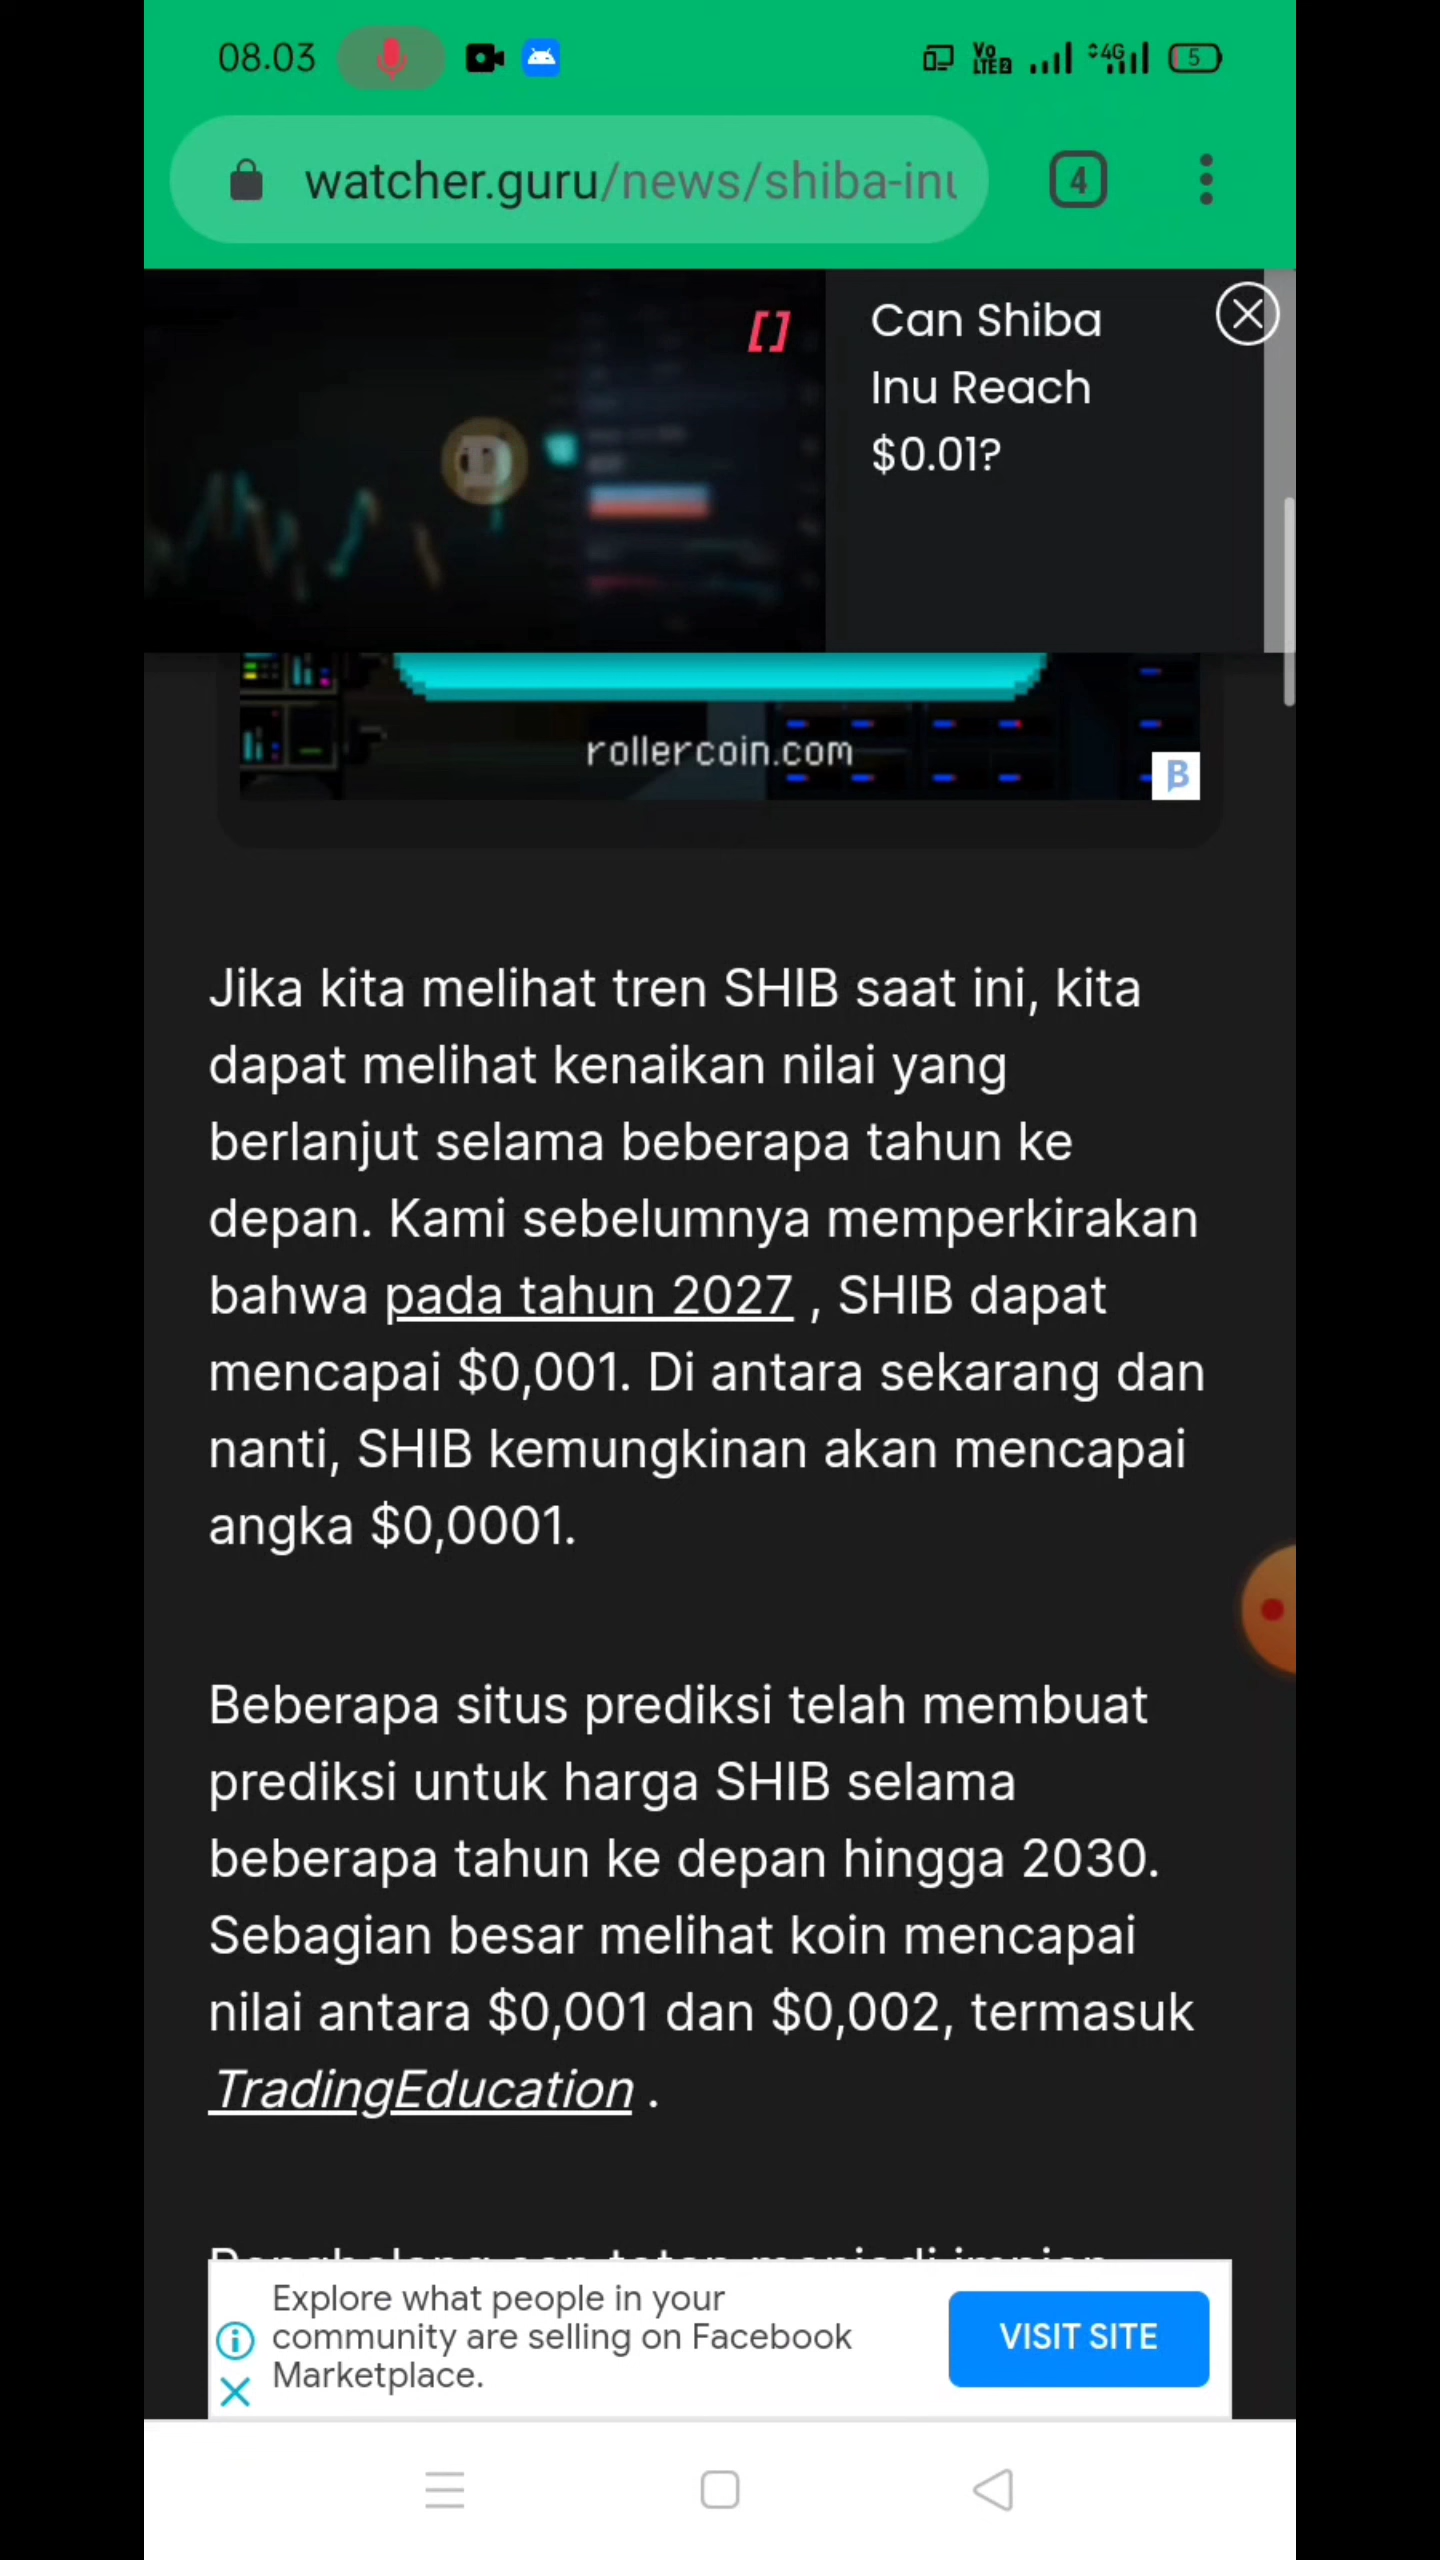 08.03
Vo
LTE2
4G
5
watcher.guru/news/shiba-inu
4
Can Shiba
Inu Reach
$0.01?
rollercoin.com
Jika kita melihat tren SHIB saat ini, kita
dapat melihat kenaikan nilai yang
berlanjut selama beberapa tahun ke
depan. Kami sebelumnya memperkirakan
bahwa pada tahun 2027 , SHIB dapat
mencapai $0,001. Di antara sekarang dan
nanti, SHIB kemungkinan akan mencapai
angka $0,0001.
Beberapa situs prediksi telah membuat
prediksi untuk harga SHIB selama
beberapa tahun ke depan hingga 2030.
Sebagian besar melihat koin mencapai
nilai antara $0,001 dan $0,002, termasuk
TradingEducation .
Explore what people in your
community are selling on Facebook
Marketplace.
VISIT SITE